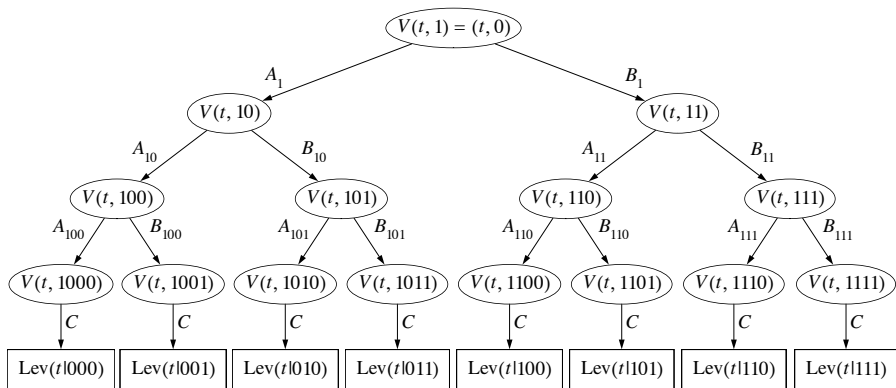 V(t, 1) = (t, 0)
A₁ B₁
V(t, 10) V(t, 11)
A₁₀ B₁₀ A₁₁ B₁₁
V(t, 100) V(t, 101) V(t, 110) V(t, 111)
A₁₀₀ B₁₀₀ A₁₀₁ B₁₀₁ A₁₁₀ B₁₁₀ A₁₁₁ B₁₁₁
V(t, 1000) V(t, 1001) V(t, 1010) V(t, 1011) V(t, 1100) V(t, 1101) V(t, 1110) V(t, 1111)
C C C C C C C C
Lev(t|000) Lev(t|001) Lev(t|010) Lev(t|011) Lev(t|100) Lev(t|101) Lev(t|110) Lev(t|111)